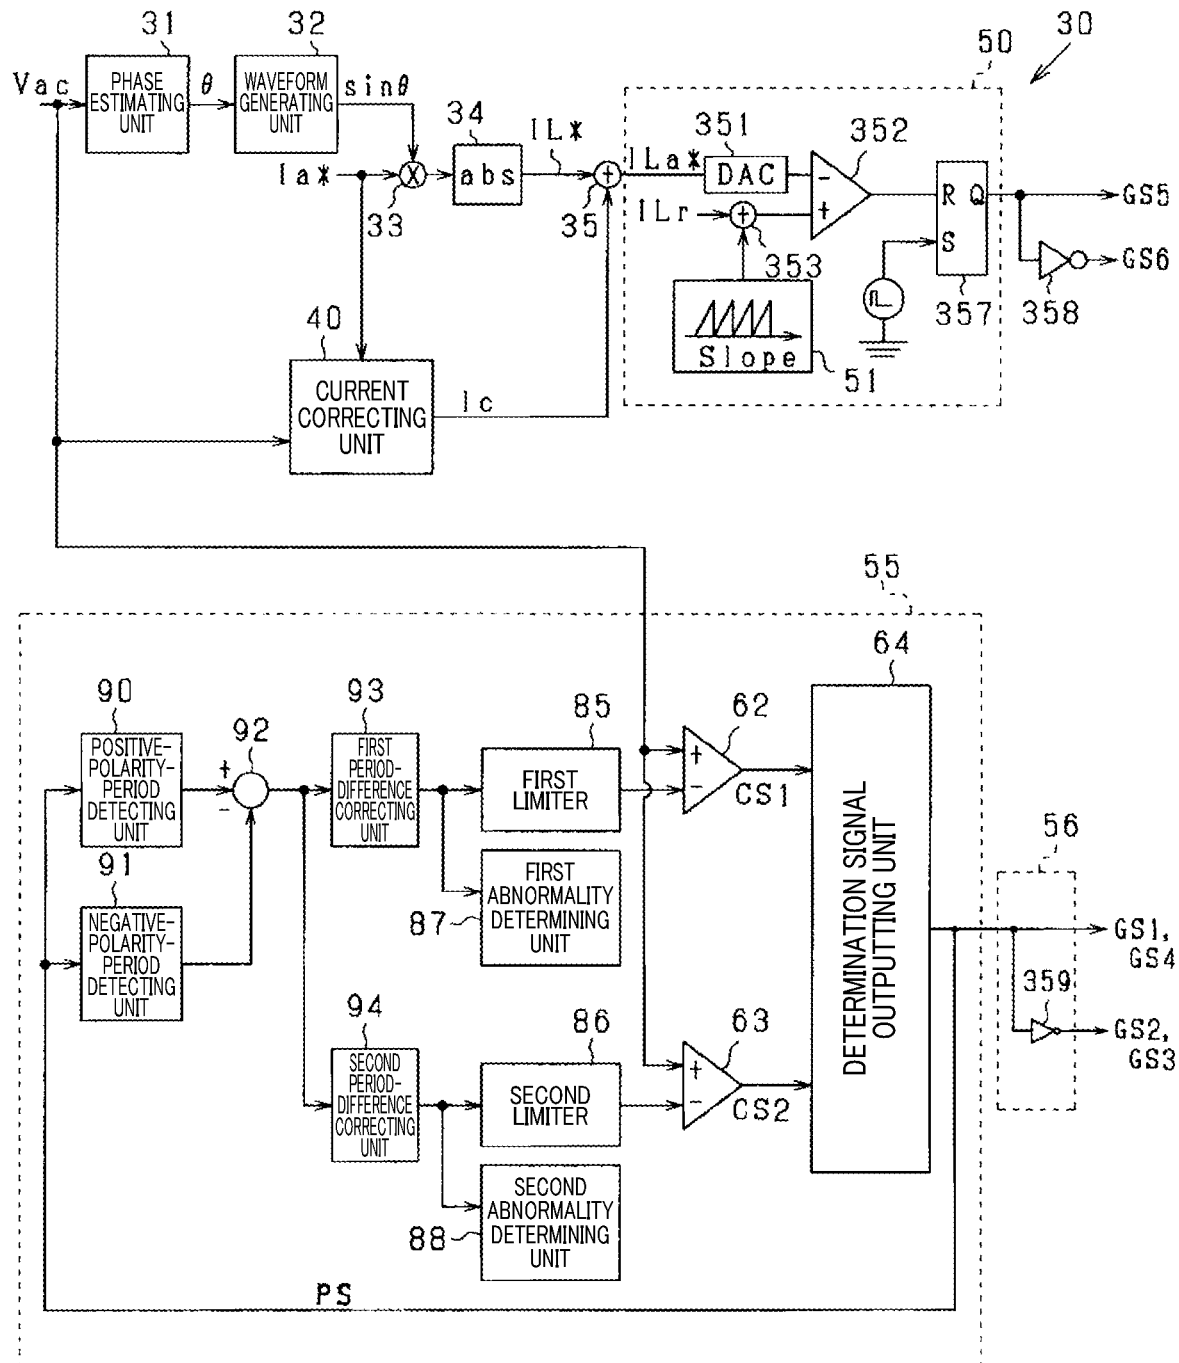 30
31
32
50
Vac
PHASE
ESTIMATING
UNIT
θ
WAVEFORM
GENERATING
UNIT
sinθ
34
IL*
351
352
Ia*
X
33
abs
+
35
ILa*
DAC
-
+
ILr
+
353
R Q
S
GS5
GS6
357
358
Slope
51
40
CURRENT
CORRECTING
UNIT
Ic
55
64
90
POSITIVE-
POLARITY-
PERIOD
DETECTING
UNIT
92
+
-
93
FIRST
PERIOD-
DIFFERENCE
CORRECTING
UNIT
85
FIRST
LIMITER
62
+
-
CS1
91
NEGATIVE-
POLARITY-
PERIOD
DETECTING
UNIT
87
FIRST
ABNORMALITY
DETERMINING
UNIT
DETERMINATION SIGNAL
OUTPUTTING UNIT
56
GS1,
GS4
359
GS2,
GS3
94
SECOND
PERIOD-
DIFFERENCE
CORRECTING
UNIT
86
SECOND
LIMITER
63
+
-
CS2
88
SECOND
ABNORMALITY
DETERMINING
UNIT
PS